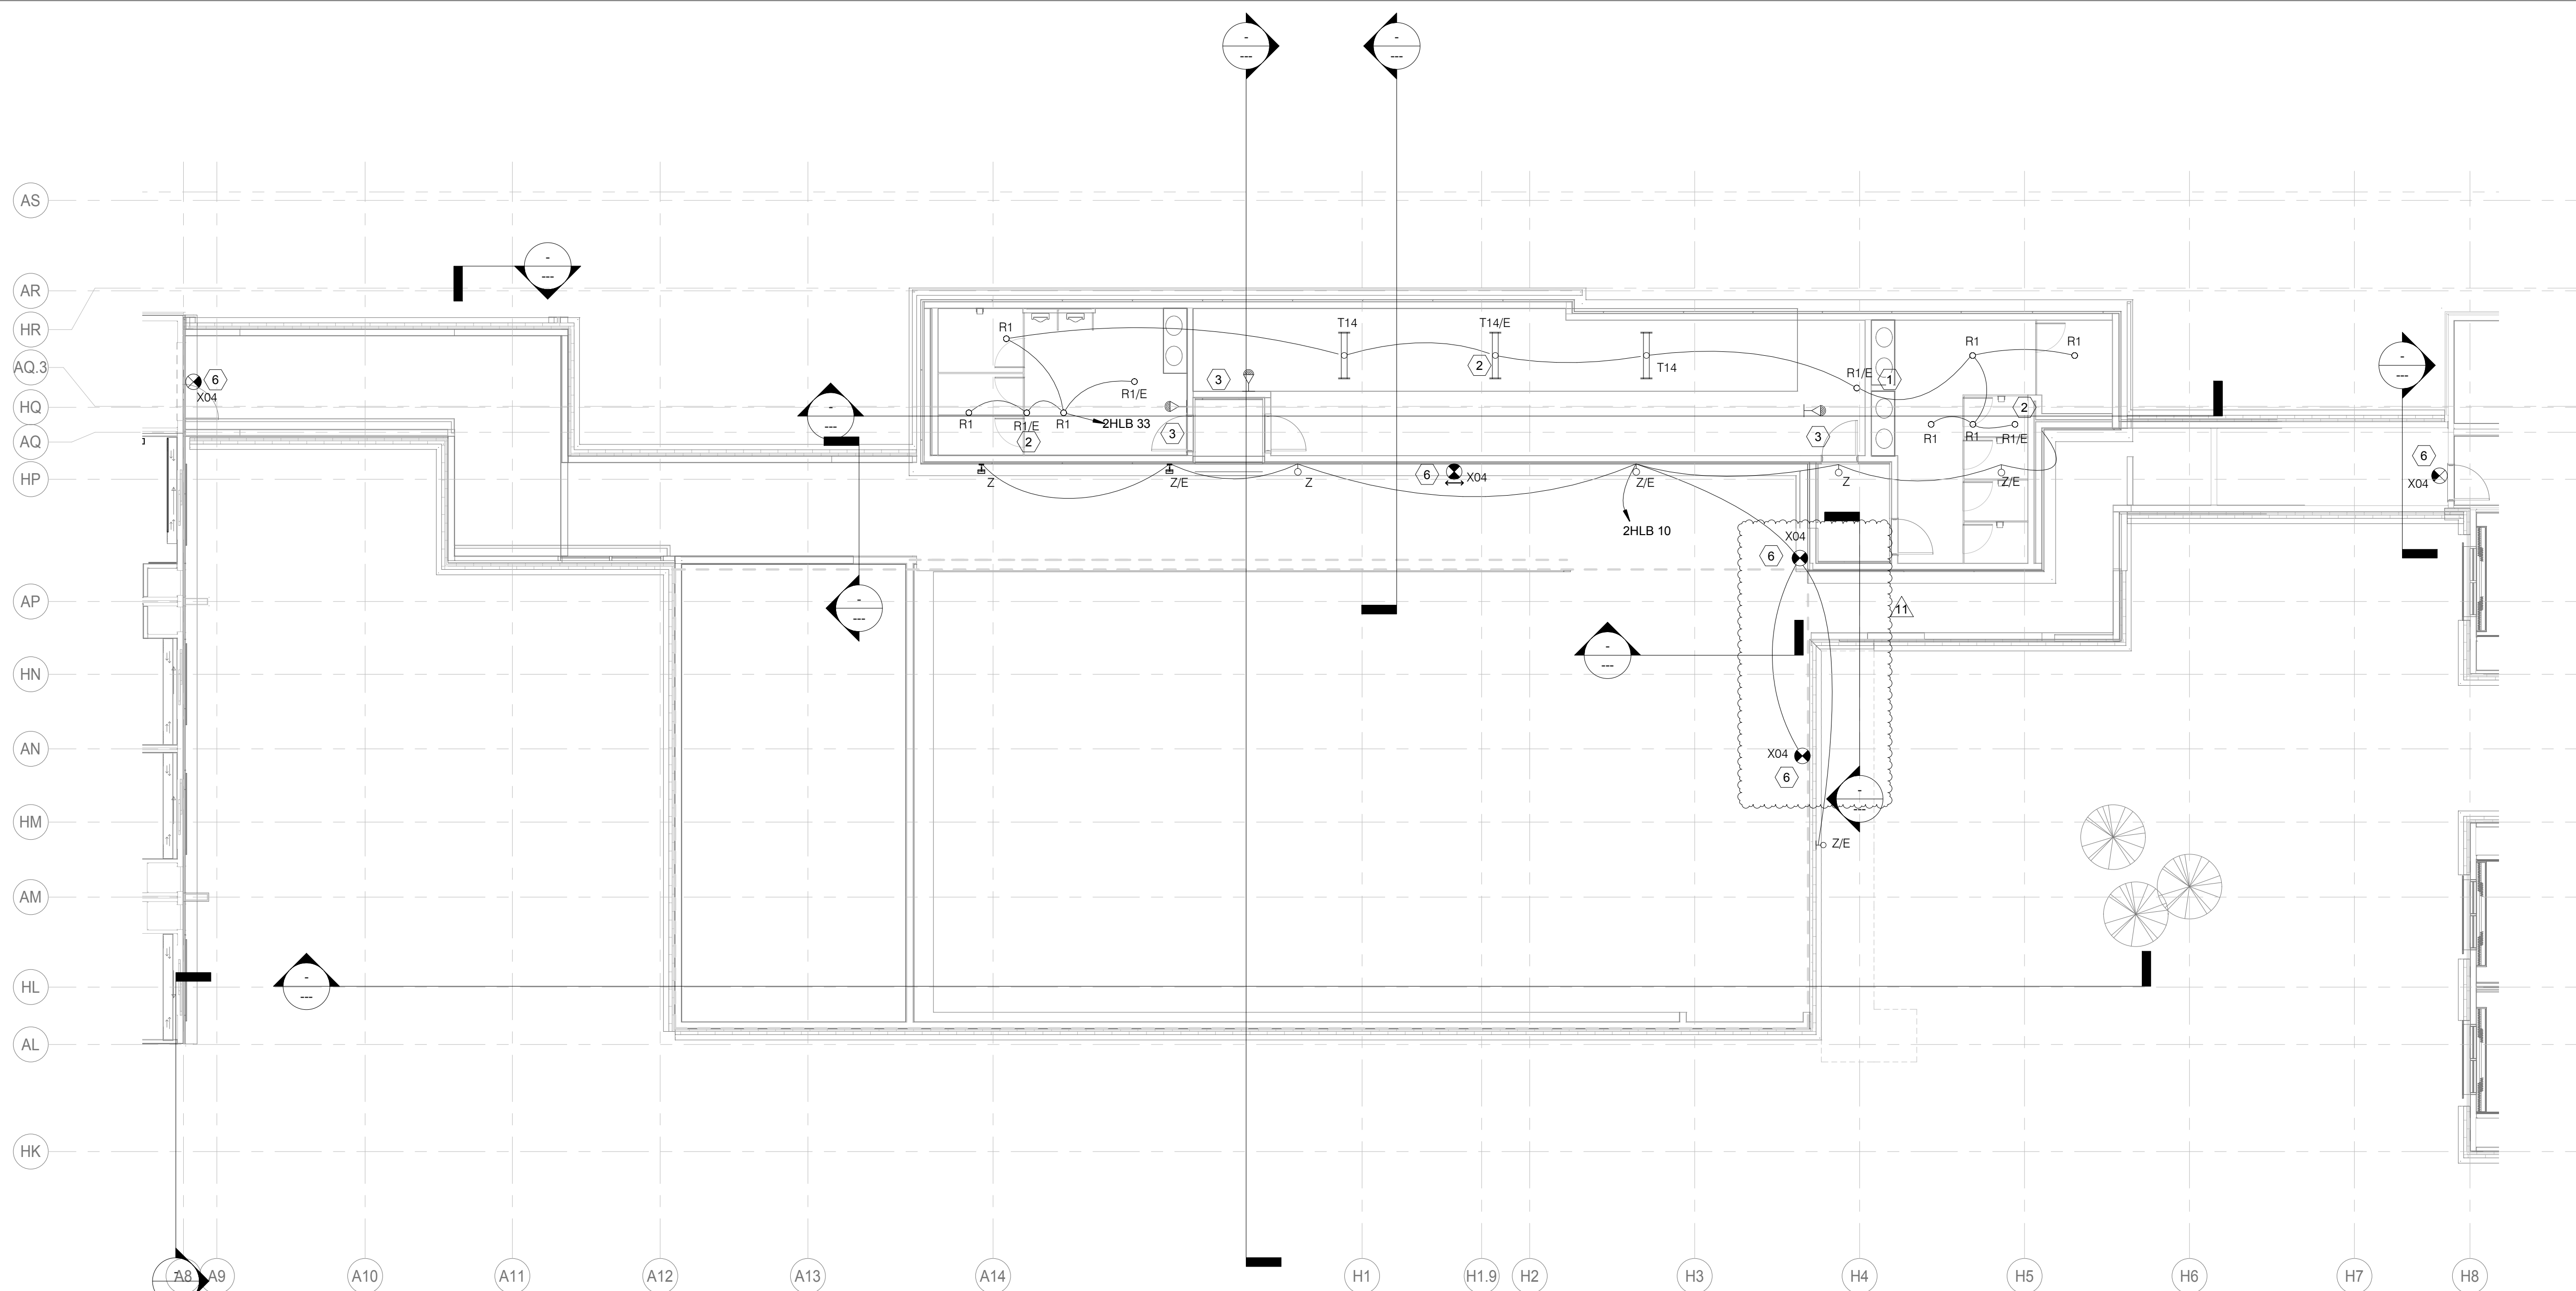 -
---
-
---
AS
-
---
AR
HR
R1
T14
T14/E
2
T14
R1
R1
-
---
AQ.3
6
X04
3
R1/E
1
R1/E
HQ
-
---
R1
R1/E
2
R1
2HLB 33
3
3
R1
R1
R1/E
2
AQ
6
X04
HP
Z
Z/E
Z
6
X04
Z/E
Z
Z/E
2HLB 10
X04
6
AP
-
---
11
HN
-
---
AN
X04
6
HM
-
---
Z/E
AM
HL
-
---
AL
HK
A8
A9
A10
A11
A12
A13
A14
H1
H1.9
H2
H3
H4
H5
H6
H7
H8